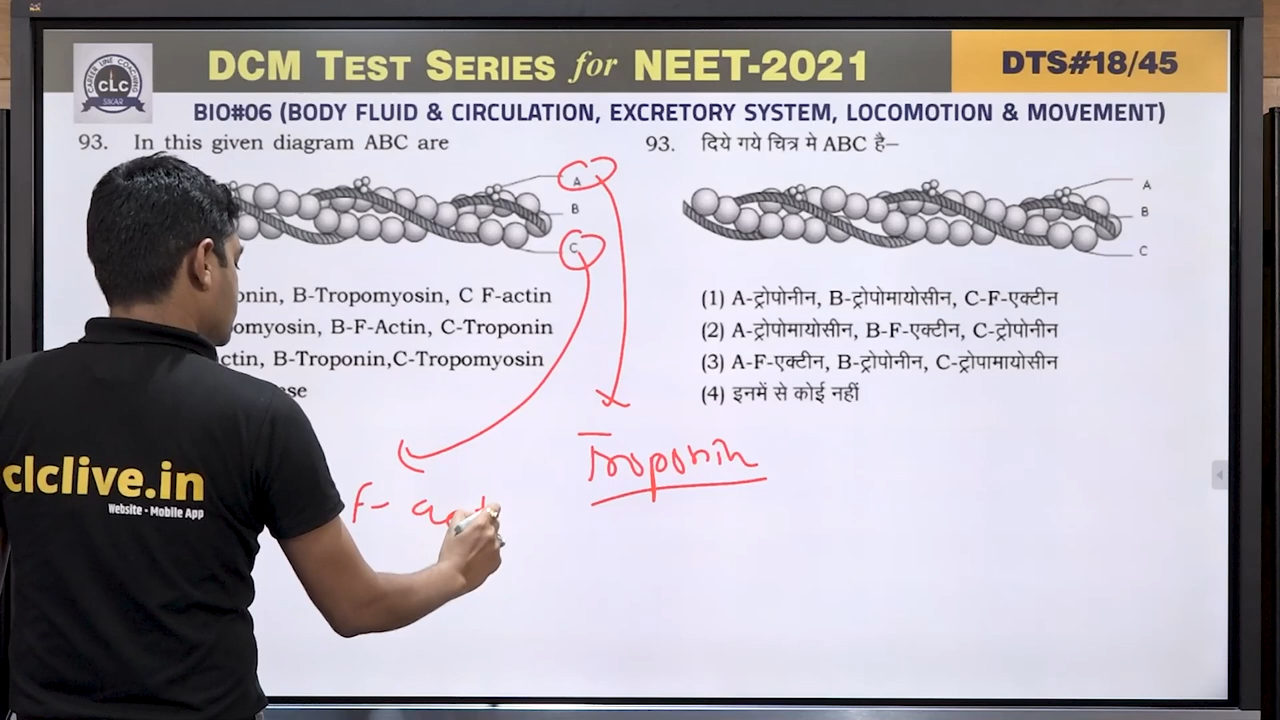 DCM TEST SERIES for NEET-2021
DTS#18/45
CAREER LINE COACHING
CLC
SIKAR
BIO#06 (BODY FLUID & CIRCULATION, EXCRETORY SYSTEM, LOCOMOTION & MOVEMENT)
93. In this given diagram ABC are
A
B
C
onin, B-Tropomyosin, C F-actin
omyosin, B-F-Actin, C-Troponin
ctin, B-Troponin,C-Tropomyosin
ese
93. दिये गये चित्र मे ABC है–
A
B
C
(1) A-ट्रोपोनीन, B-ट्रोपोमायोसीन, C-F-एक्टीन
(2) A-ट्रोपोमायोसीन, B-F-एक्टीन, C-ट्रोपोनीन
(3) A-F-एक्टीन, B-ट्रोपोनीन, C-ट्रोपामायोसीन
(4) इनमें से कोई नहीं
Troponin
F- act
clclive.in
Website - Mobile App